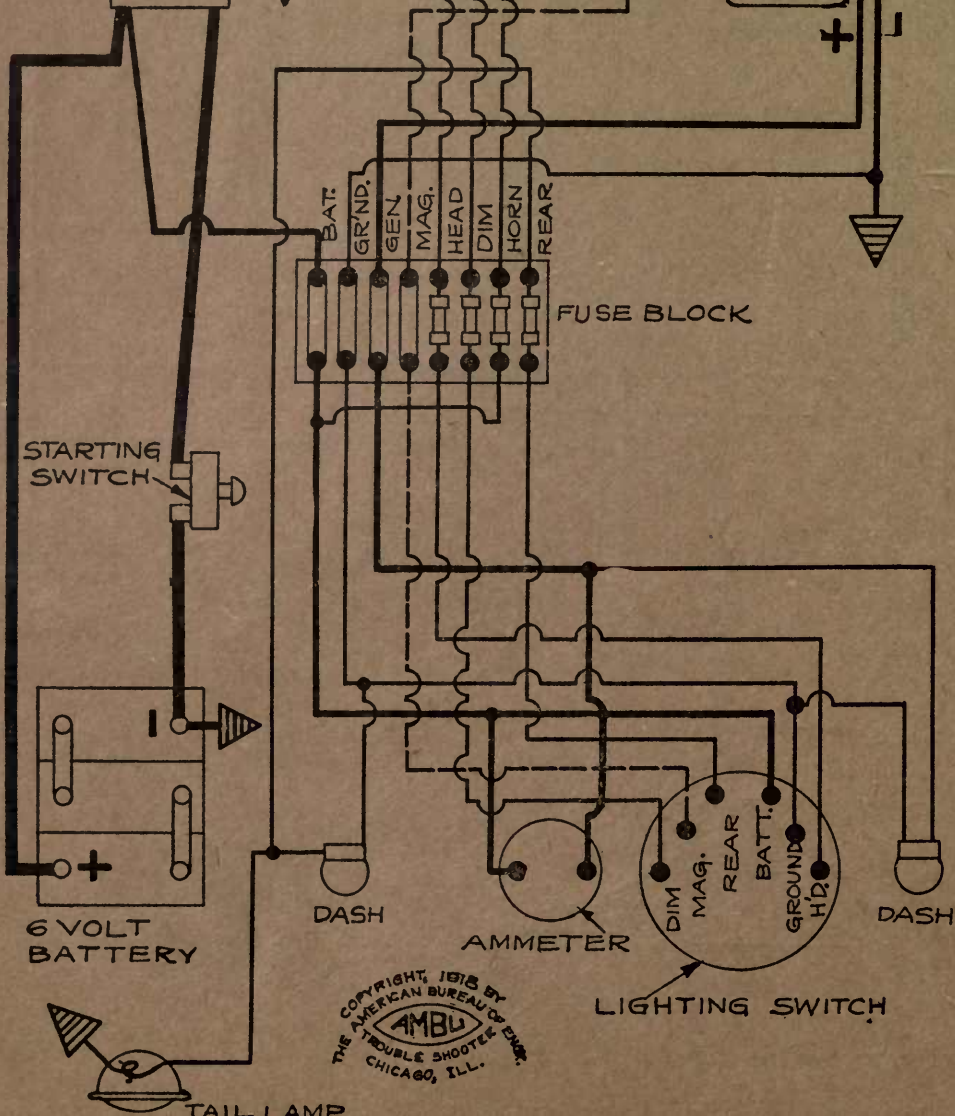 + −
BAT.
GR'ND.
GEN.
MAG.
HEAD
DIM
HORN
REAR
FUSE BLOCK
STARTING
SWITCH
−
+
6 VOLT
BATTERY
DASH
AMMETER
DIM
MAG.
REAR
BATT.
GROUND
H'D.
DASH
LIGHTING SWITCH
COPYRIGHT, 1918 BY
THE AMERICAN BUREAU OF ENGR.
AMBU
TROUBLE SHOOTER
CHICAGO, ILL.
TAIL LAMP